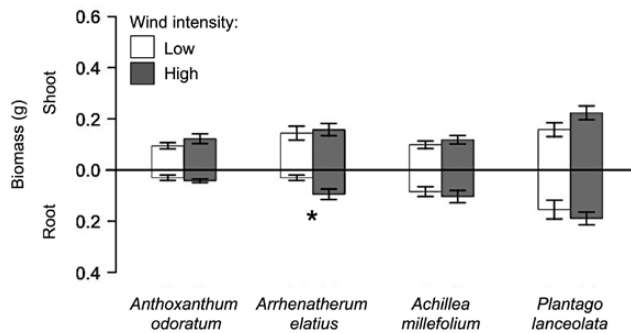 Wind intensity:
Low
High
Biomass (g)
Shoot
Root
0.6
0.4
0.2
0.0
0.2
0.4
*
Anthoxanthum
odoratum
Arrhenatherum
elatius
Achillea
millefolium
Plantago
lanceolata